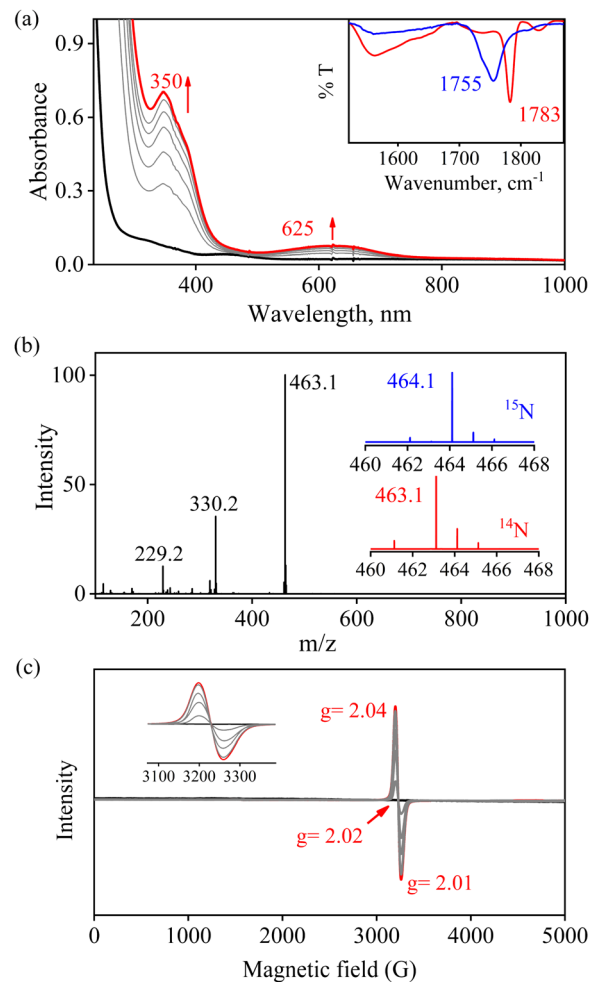 (a)
0.9
0.6
0.3
0.0
Absorbance
350
625
400
600
800
1000
Wavelength, nm
% T
1755
1783
1600
1700
1800
Wavenumber, cm-1
(b)
100
50
0
Intensity
463.1
330.2
229.2
200
400
600
800
1000
m/z
464.1
15N
460 462 464 466 468
463.1
14N
460 462 464 466 468
(c)
Intensity
3100 3200 3300
g= 2.04
g= 2.02
g= 2.01
0
1000
2000
3000
4000
5000
Magnetic field (G)